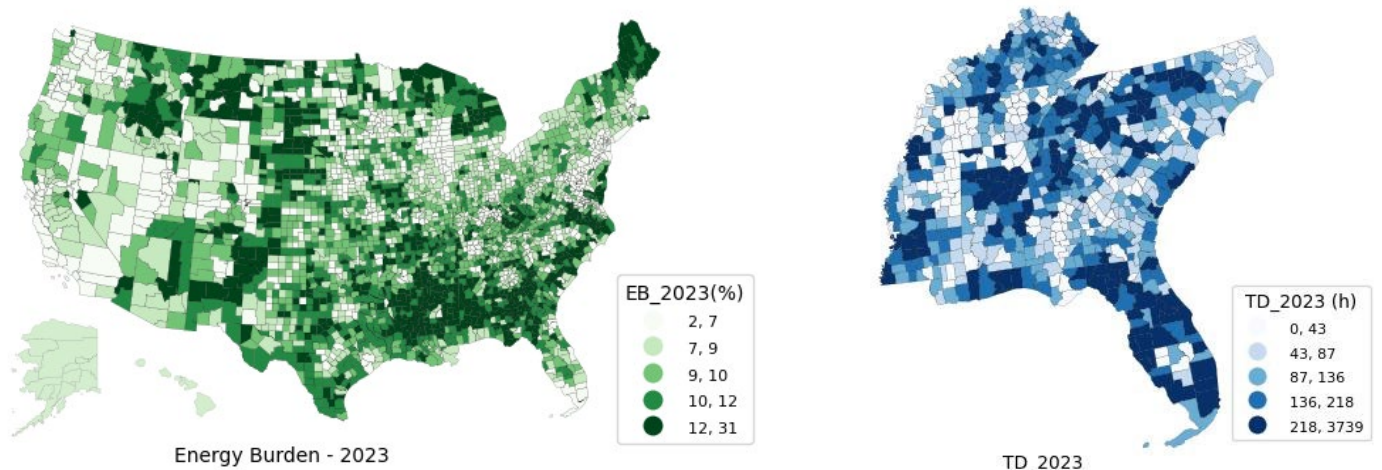 EB_2023(%)
2, 7
7, 9
9, 10
10, 12
12, 31
Energy Burden - 2023
TD_2023 (h)
0, 43
43, 87
87, 136
136, 218
218, 3739
TD_2023